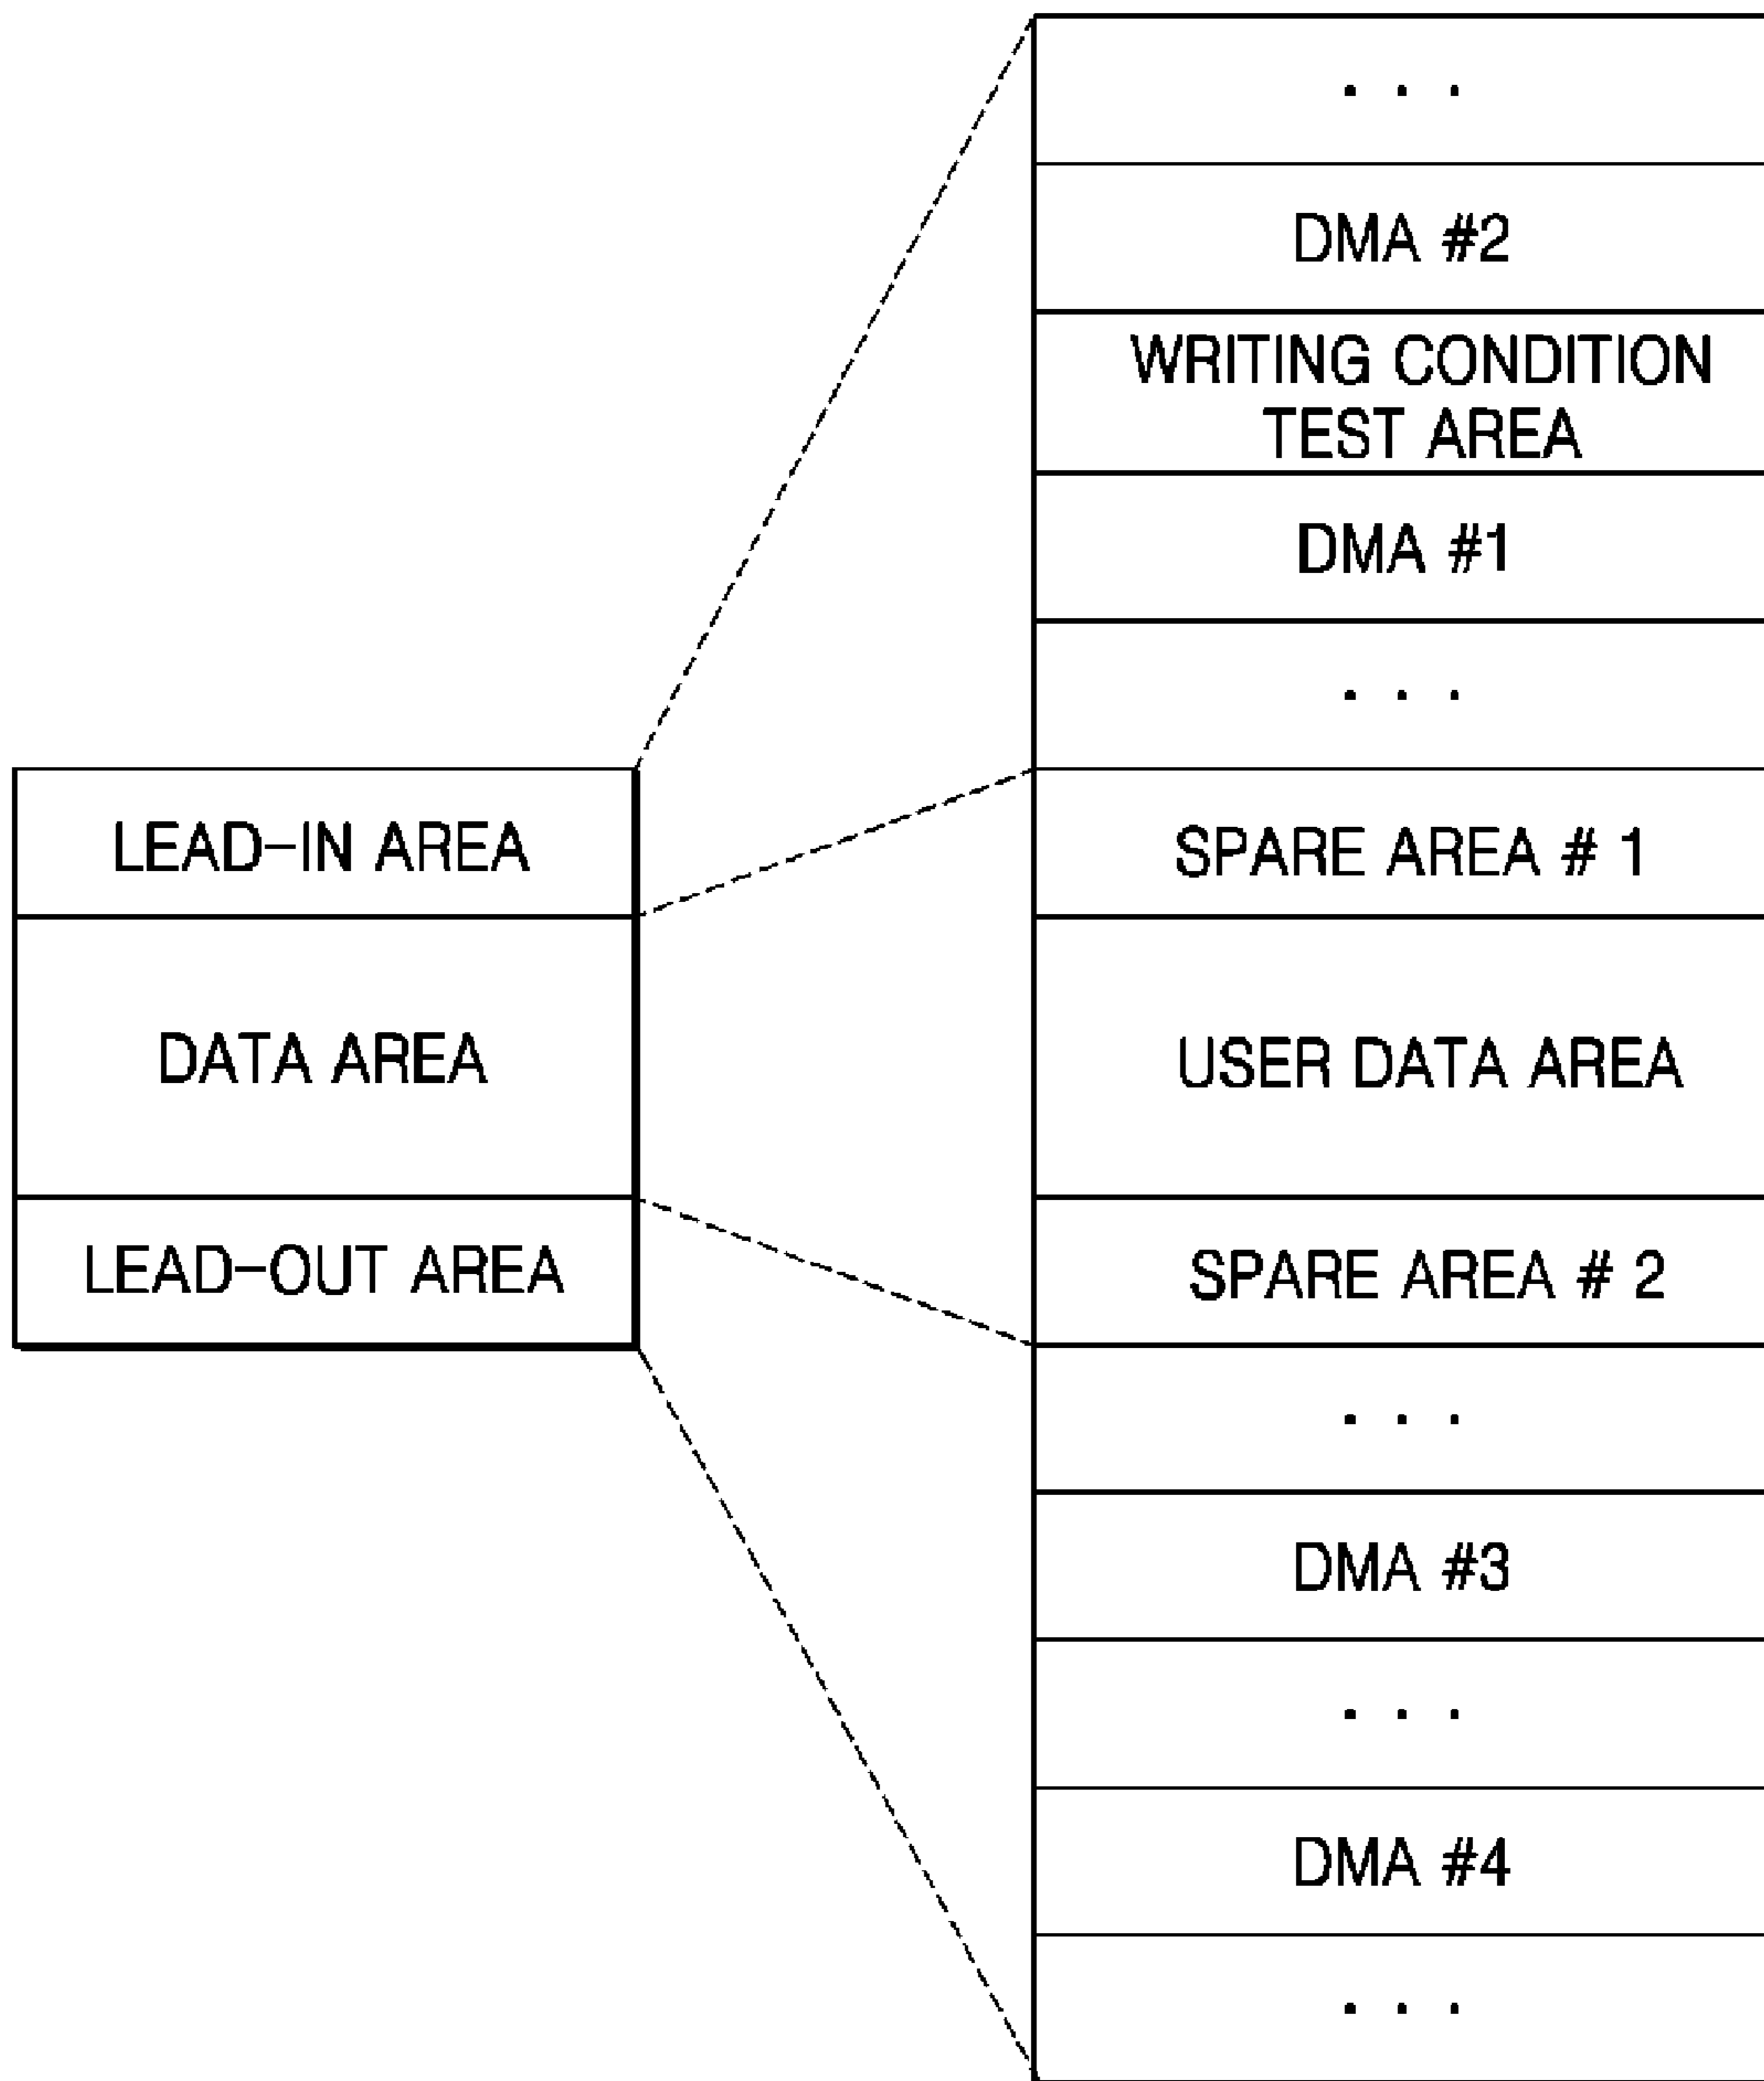 LEAD-IN AREA
DATA AREA
LEAD-OUT AREA
. . .
DMA #2
WRITING CONDITION
TEST AREA
DMA #1
. . .
SPARE AREA # 1
USER DATA AREA
SPARE AREA # 2
. . .
DMA #3
. . .
DMA #4
. . .